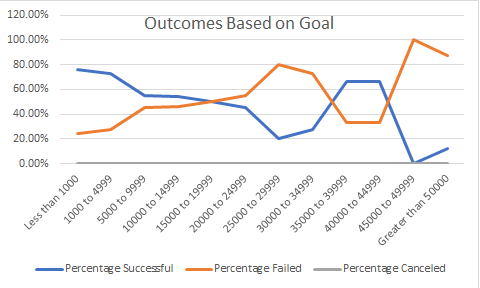 Outcomes Based on Goal
120.00%
100.00%
80.00%
60.00%
40.00%
20.00%
0.00%
Less than 1000
1000 to 4999
5000 to 9999
10000 to 14999
15000 to 19999
20000 to 24999
25000 to 29999
30000 to 34999
35000 to 39999
40000 to 44999
45000 to 49999
Greater than 50000
Percentage Successful
Percentage Failed
Percentage Canceled